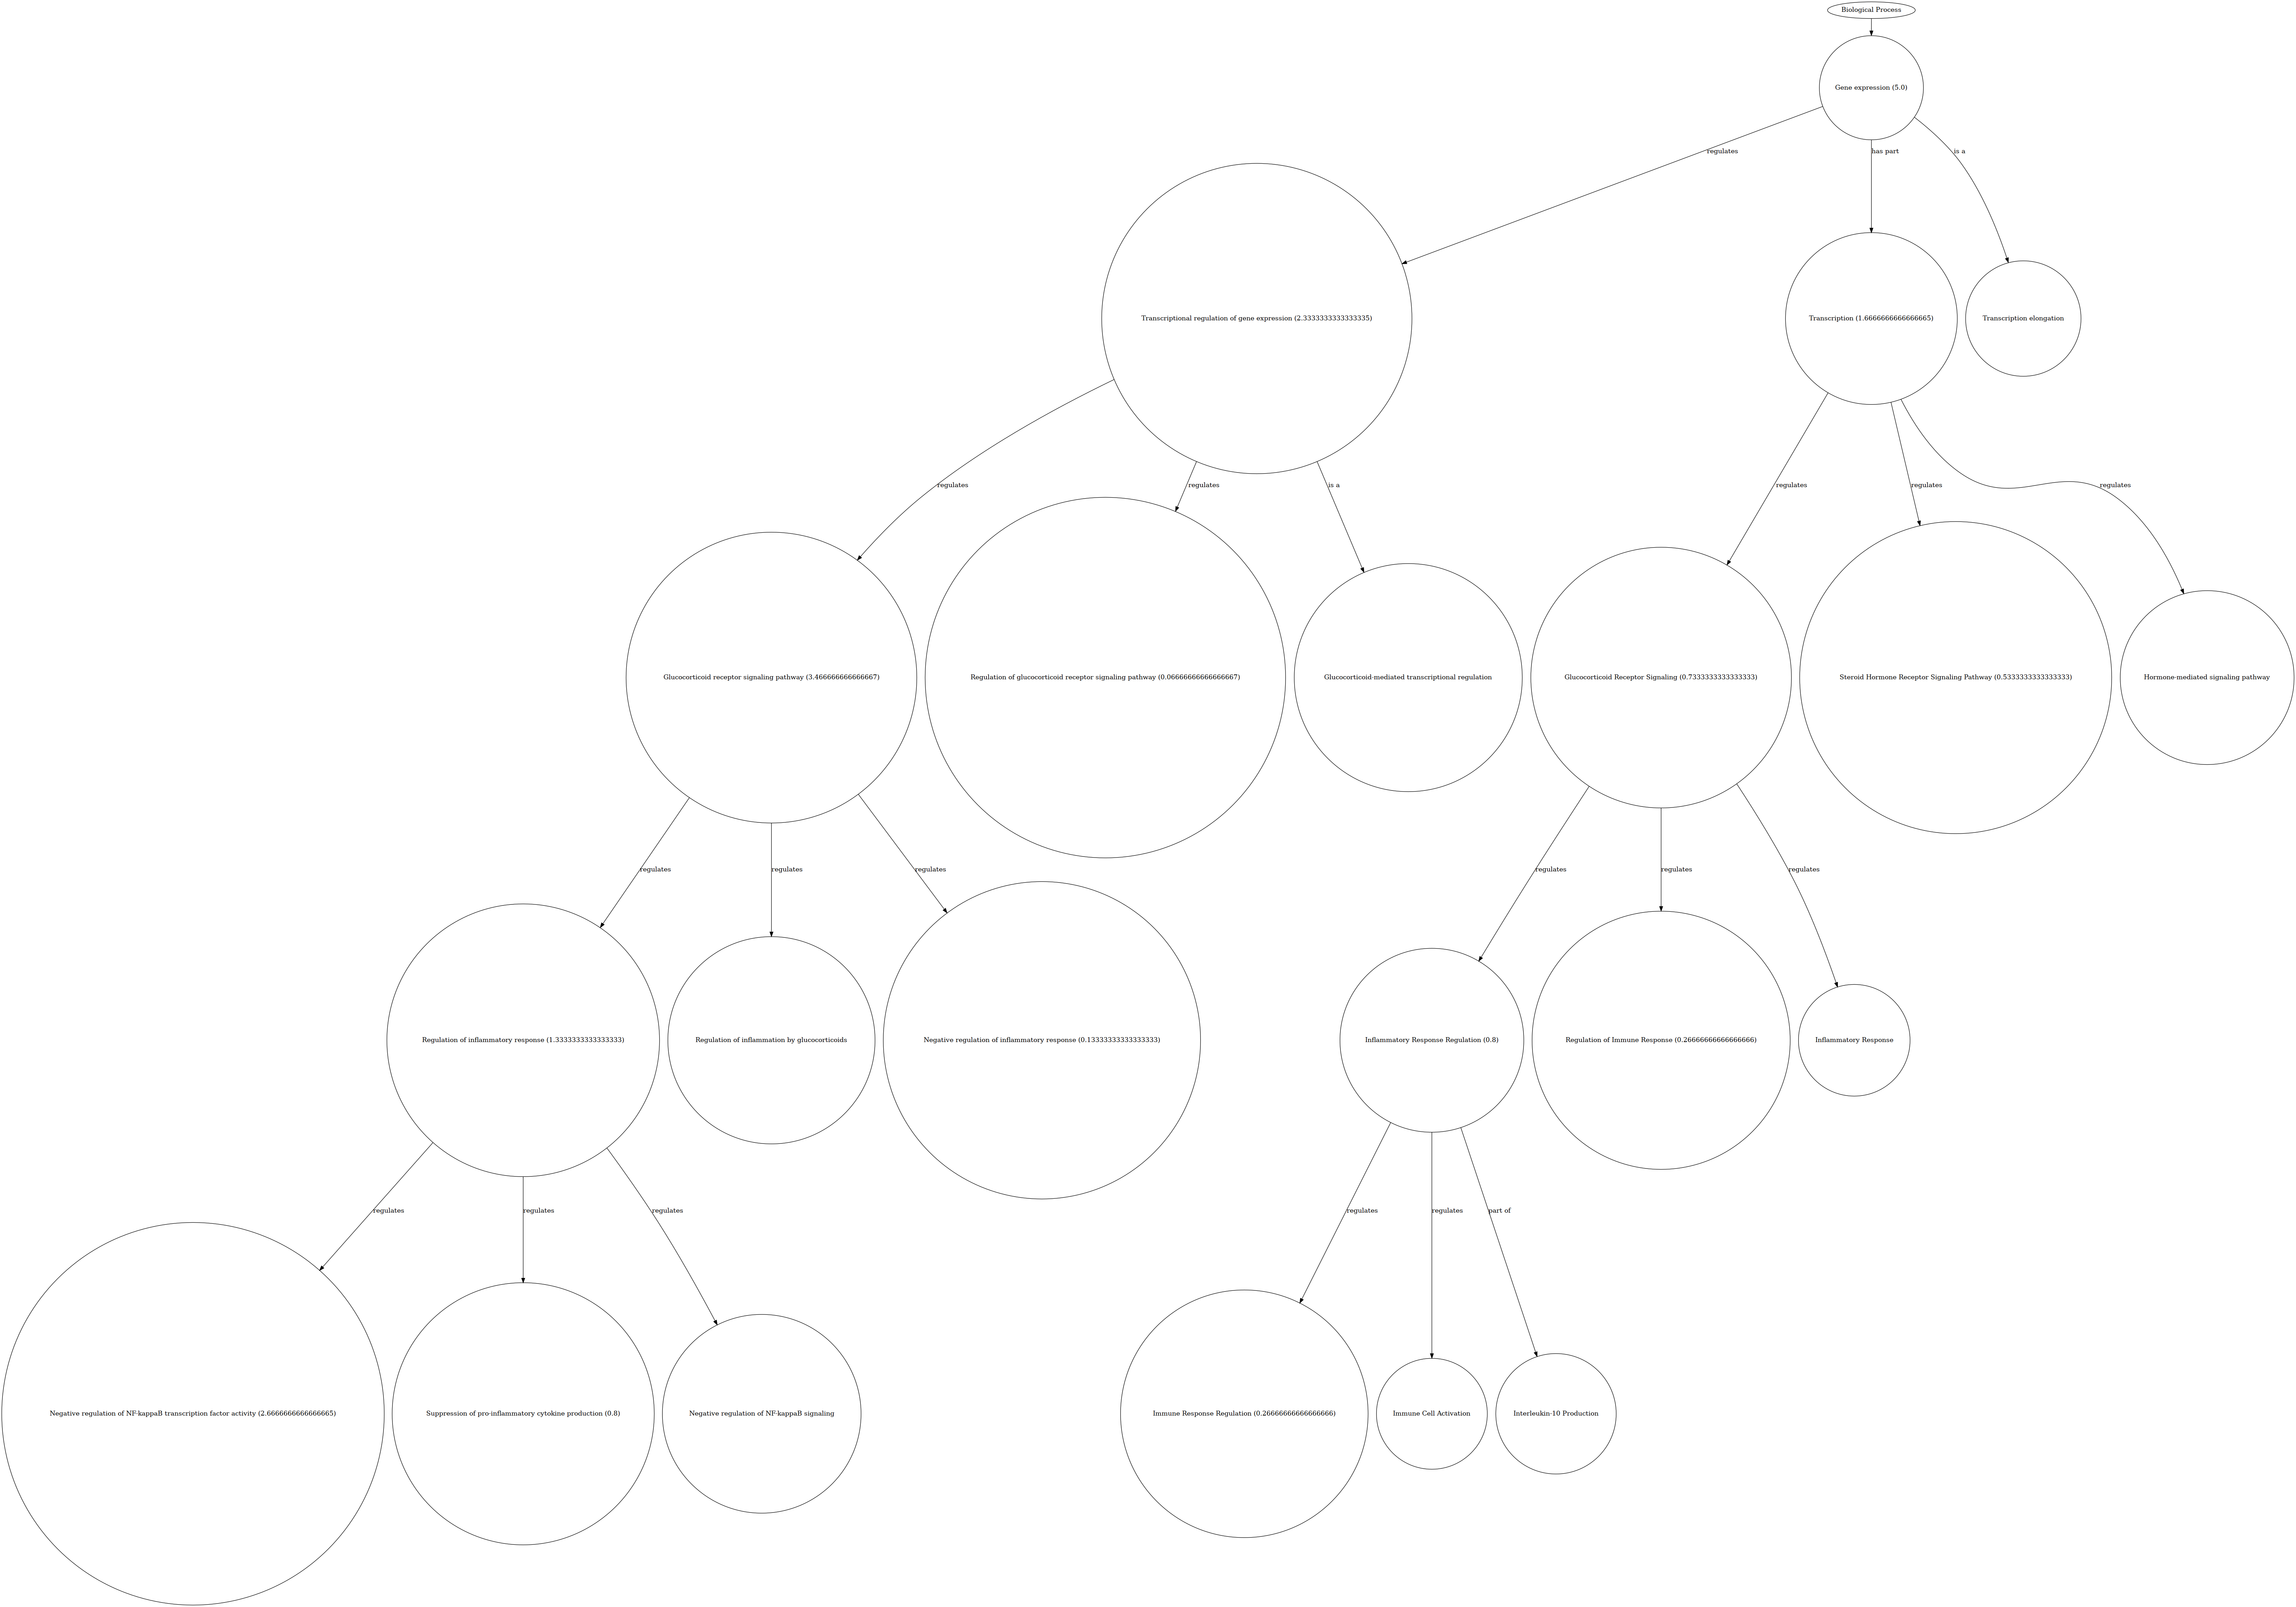 Biological Process
Gene expression (5.0)
regulates
has part
is a
Transcriptional regulation of gene expression (2.3333333333333335)
Transcription (1.6666666666666665)
Transcription elongation
regulates
regulates
is a
regulates
regulates
regulates
Glucocorticoid receptor signaling pathway (3.466666666666667)
Regulation of glucocorticoid receptor signaling pathway (0.06666666666666667)
Glucocorticoid-mediated transcriptional regulation
Glucocorticoid Receptor Signaling (0.7333333333333333)
Steroid Hormone Receptor Signaling Pathway (0.5333333333333333)
Hormone-mediated signaling pathway
regulates
regulates
regulates
regulates
regulates
regulates
Regulation of inflammatory response (1.3333333333333333)
Regulation of inflammation by glucocorticoids
Negative regulation of inflammatory response (0.13333333333333333)
Inflammatory Response Regulation (0.8)
Regulation of Immune Response (0.26666666666666666)
Inflammatory Response
regulates
regulates
regulates
regulates
regulates
part of
Negative regulation of NF-kappaB transcription factor activity (2.6666666666666665)
Suppression of pro-inflammatory cytokine production (0.8)
Negative regulation of NF-kappaB signaling
Immune Response Regulation (0.26666666666666666)
Immune Cell Activation
Interleukin-10 Production